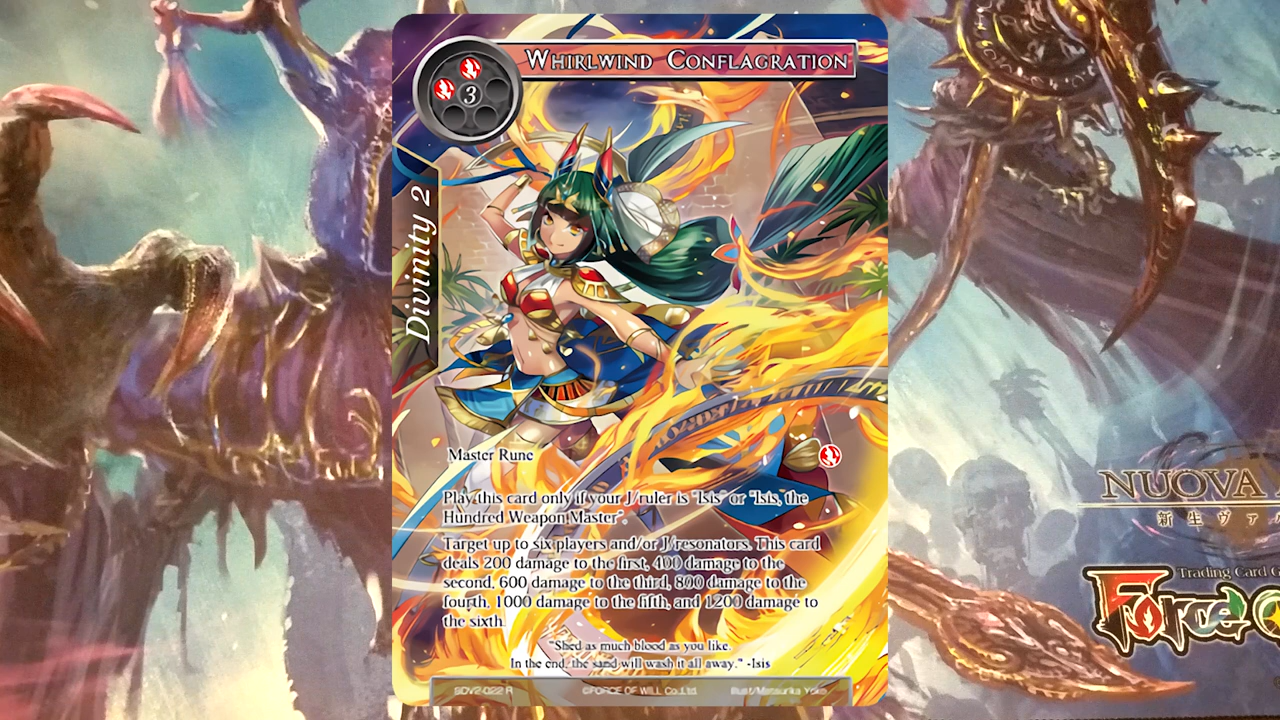 Whirlwind Conflagration
3
Divinity 2
Master Rune
Play this card only if your J/ruler is "Isis" or "Isis, the
Hundred Weapon Master".
Target up to six players and/or J/resonators. This card
deals 200 damage to the first, 400 damage to the
second, 600 damage to the third, 800 damage to the
fourth, 1000 damage to the fifth, and 1200 damage to
the sixth.
"Shed as much blood as you like.
In the end, the sand will wash it all away." -Isis
SDV2-022 R ©FORCE OF WILL Co.,Ltd. Illust/Matsurika Yoko
NUOVA
新生ヴァ
Trading Card G
Force